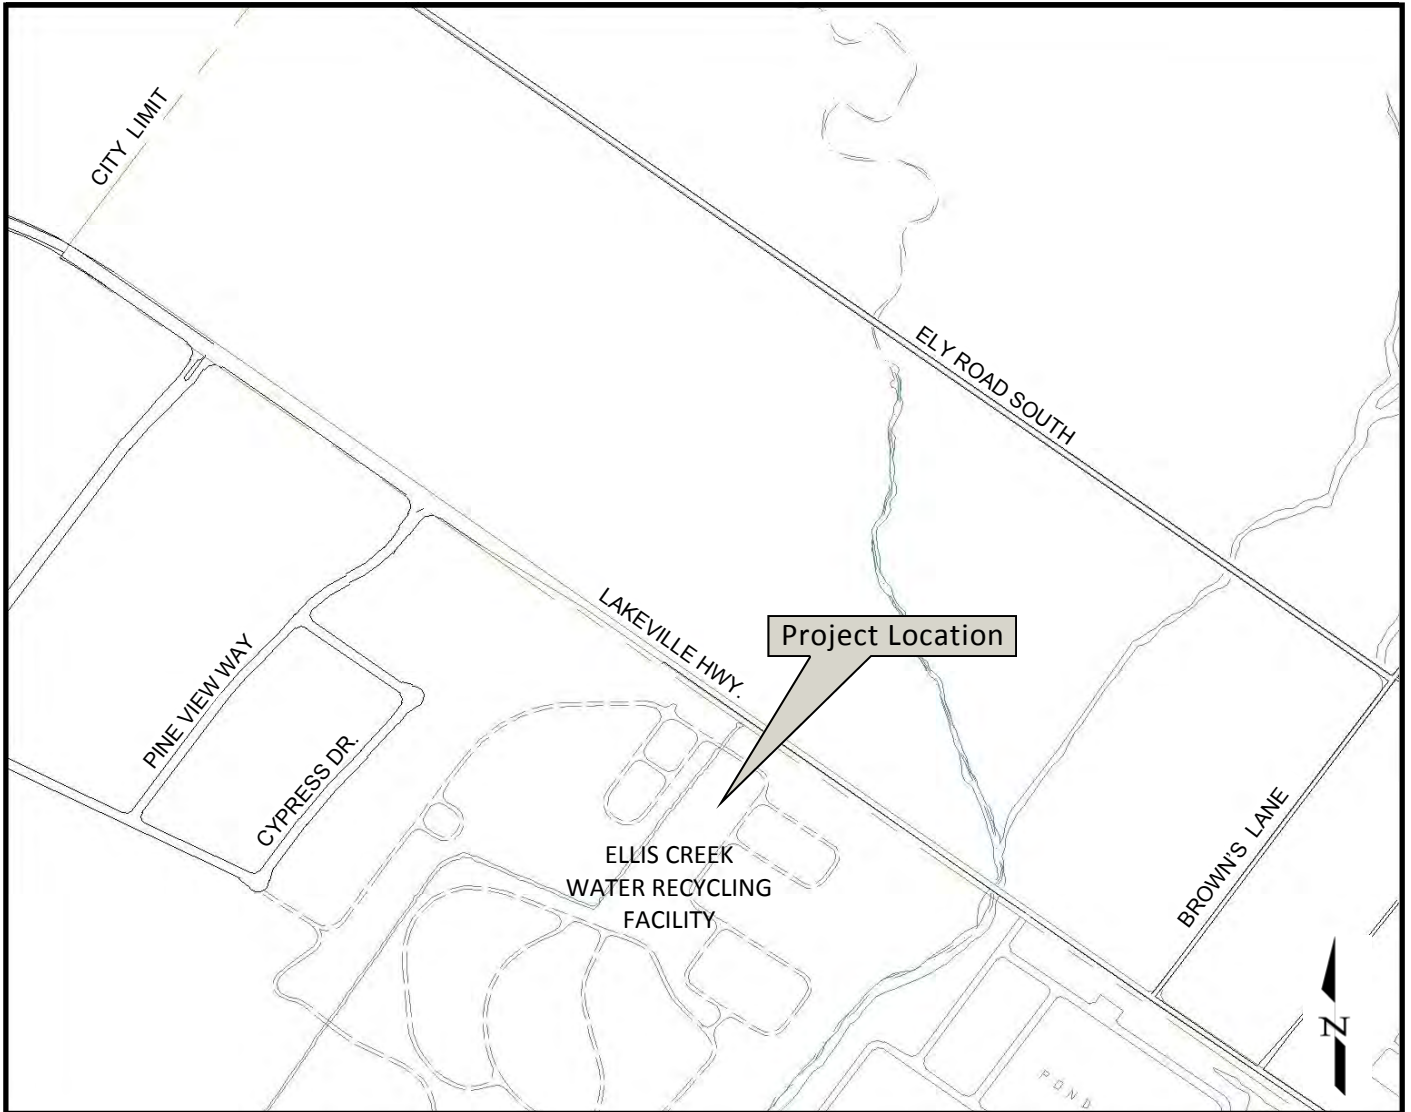 CITY LIMIT
ELY ROAD SOUTH
LAKEVILLE HWY.
Project Location
PINE VIEW WAY
CYPRESS DR.
BROWN'S LANE
ELLIS CREEK
WATER RECYCLING
FACILITY
N
POND